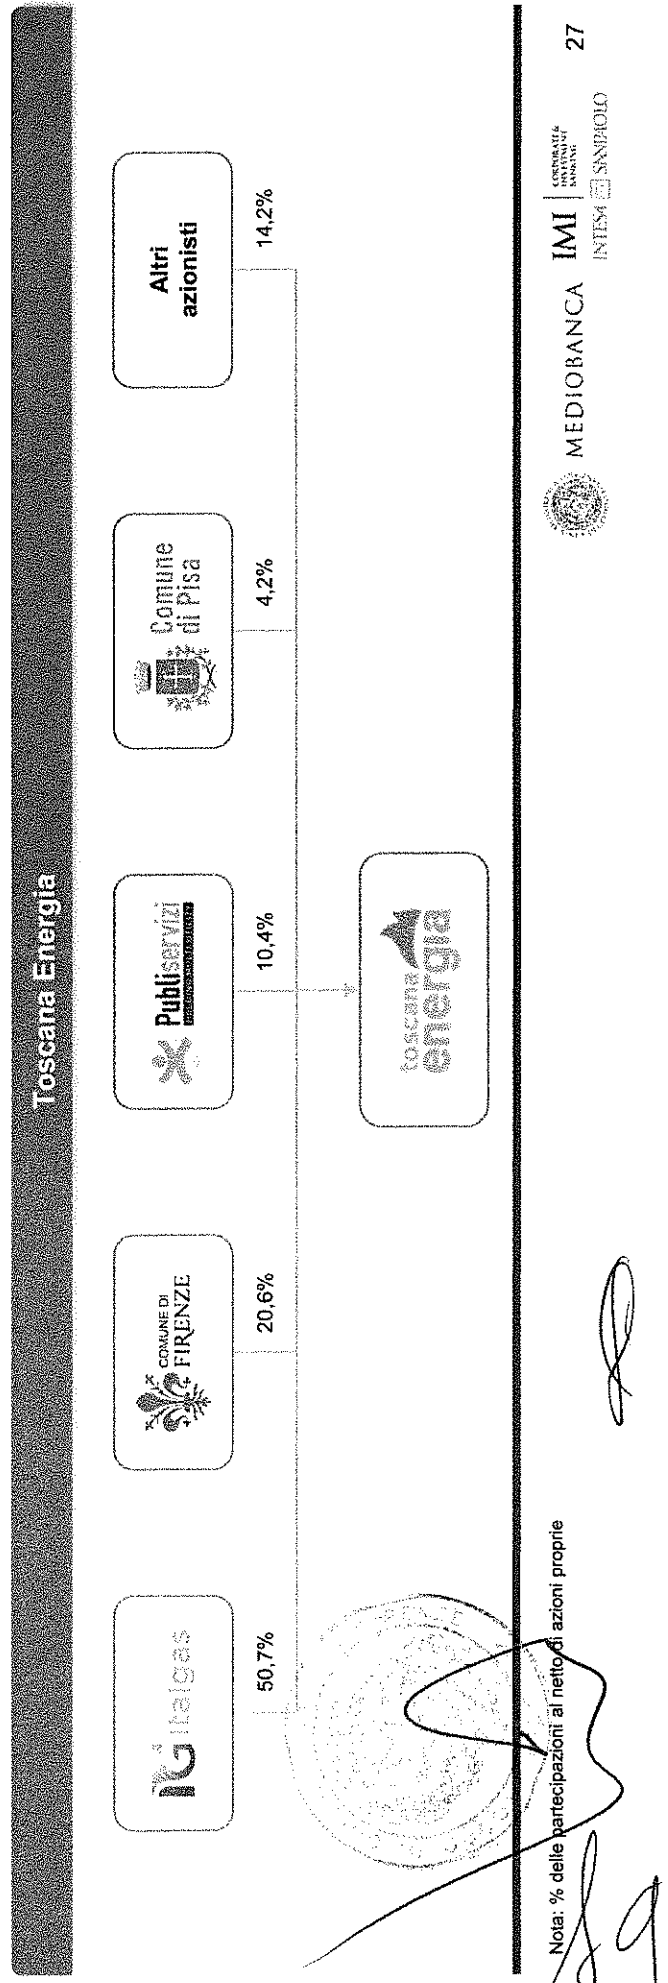 Toscana Energia
italgas
COMUNE DI
FIRENZE
Publiservizi
Comune
di Pisa
Altri
azionisti
50,7%
20,6%
10,4%
4,2%
14,2%
toscana
energia
Nota: % delle partecipazioni al netto di azioni proprie
MEDIOBANCA
IMI
CORPORATE &
INVESTMENT
BANKING
INTESA SANPAOLO
27